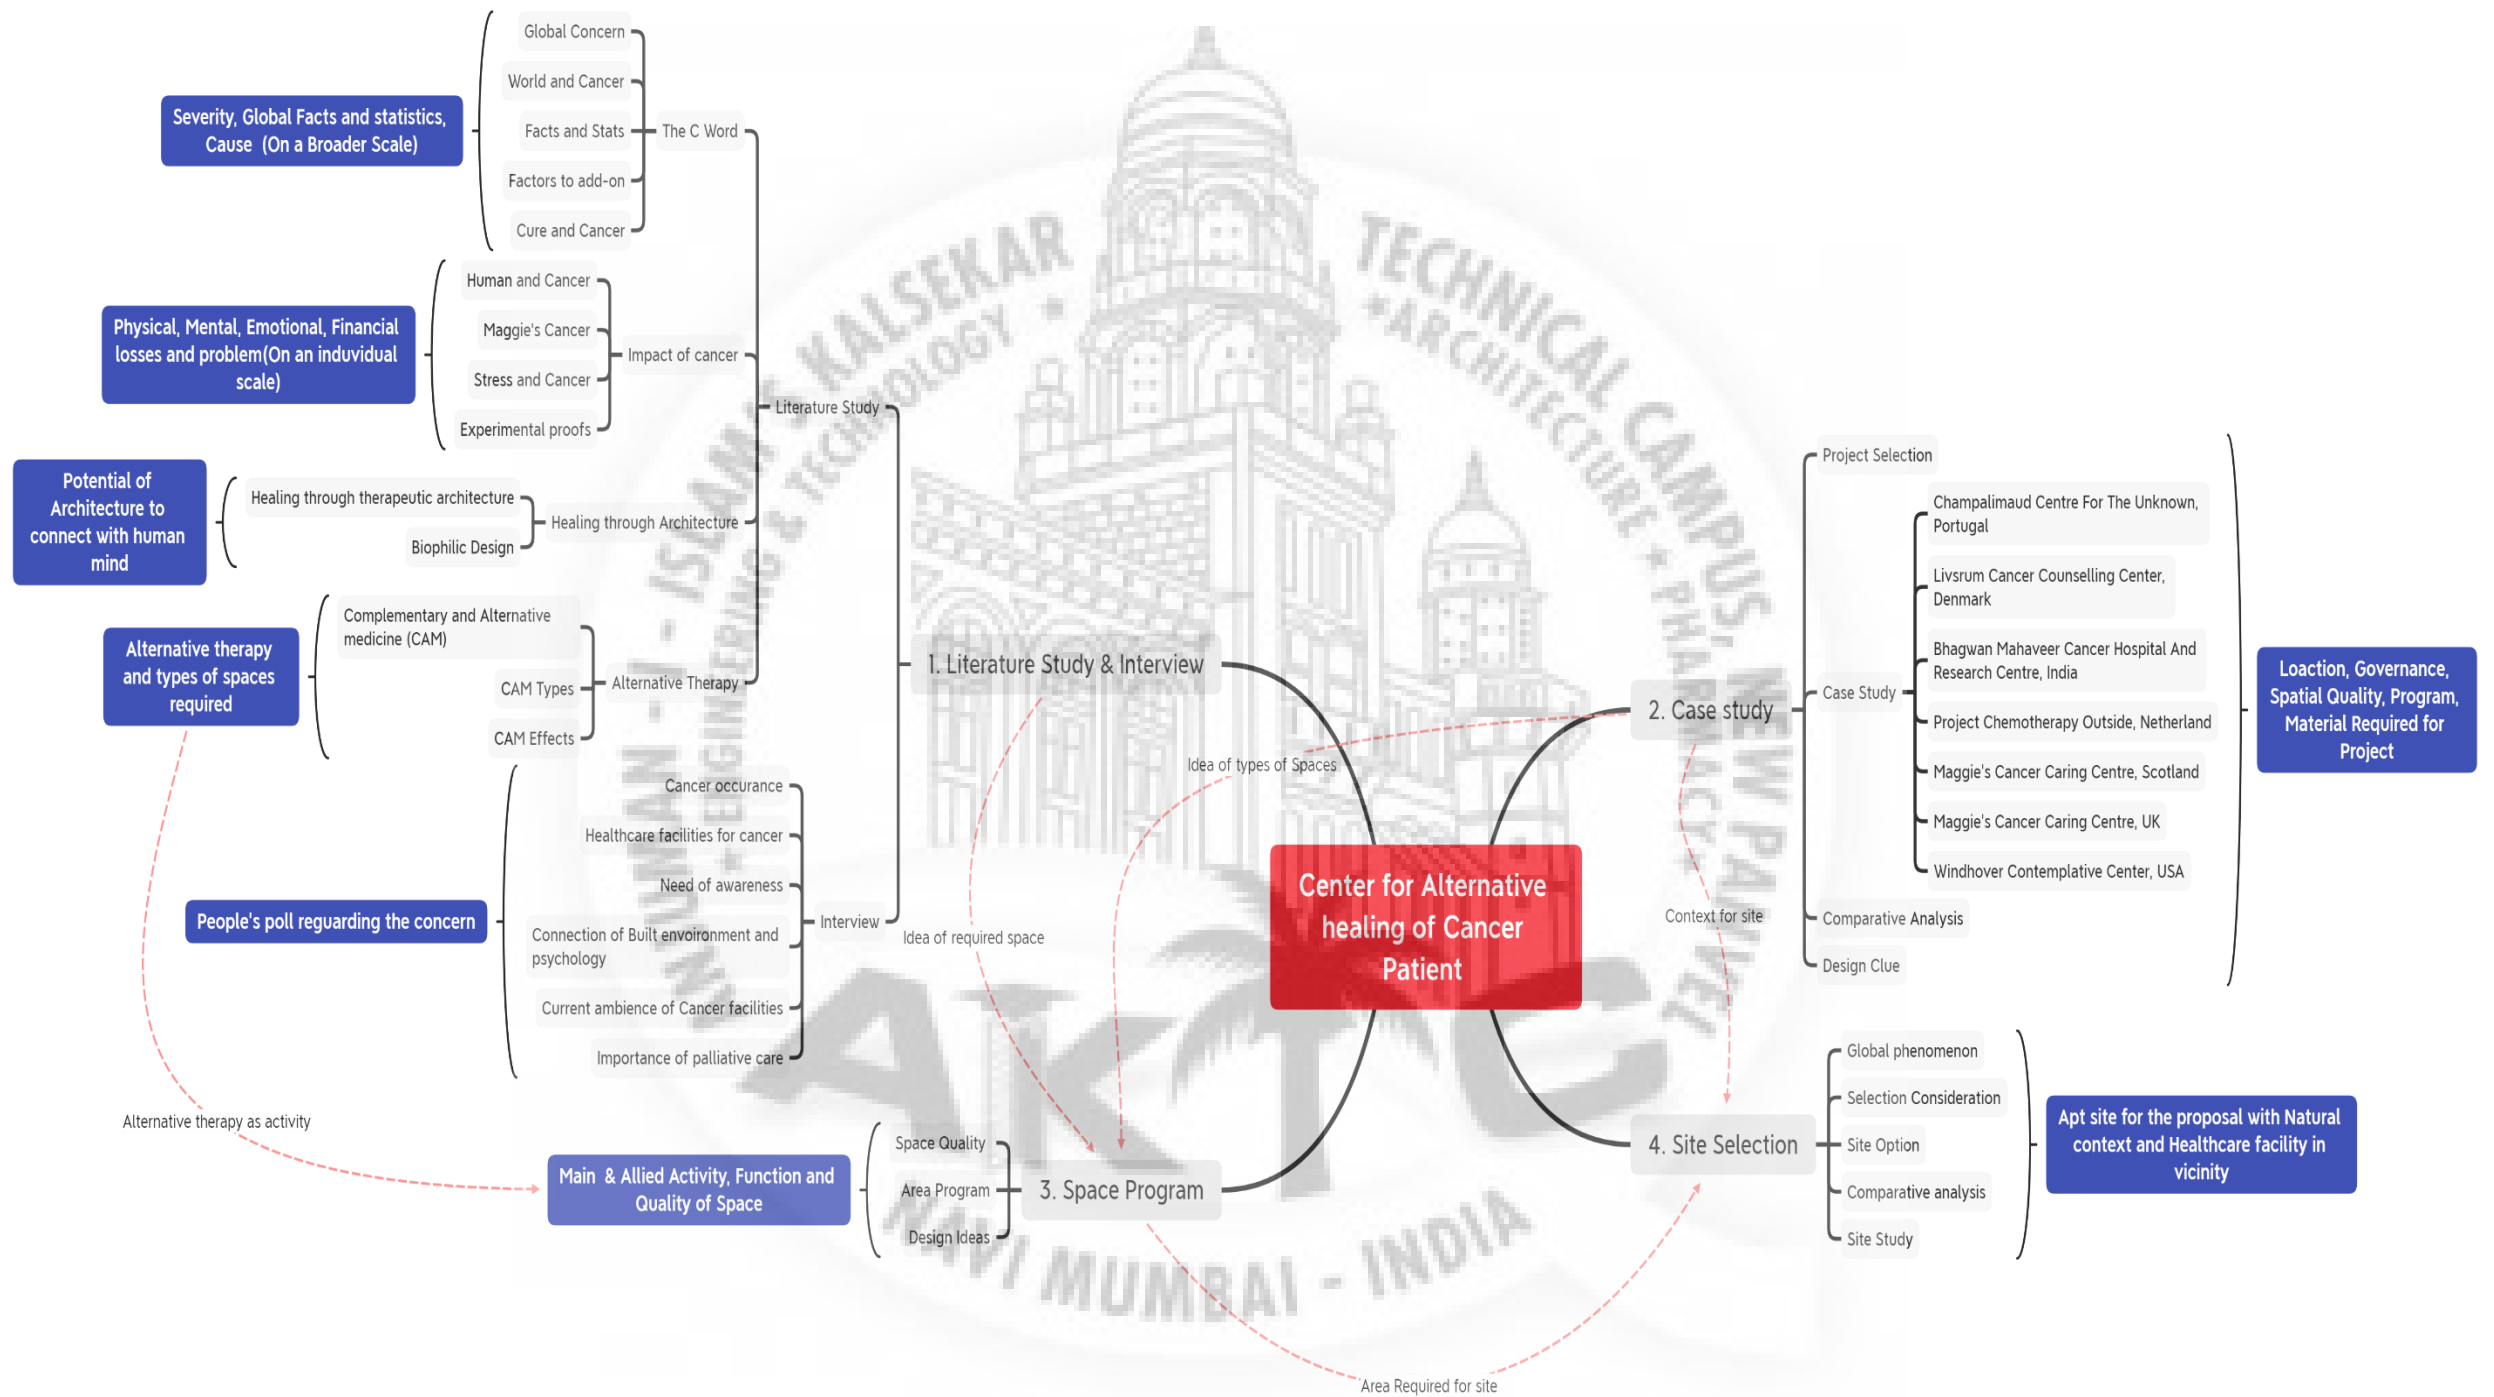 Global Concern
World and Cancer
Facts and Stats
Factors to add-on
Cure and Cancer
The C Word
Severity, Global Facts and statistics,
Cause (On a Broader Scale)
Human and Cancer
Maggie's Cancer
Stress and Cancer
Experimental proofs
Impact of cancer
Physical, Mental, Emotional, Financial
losses and problem(On an induvidual
scale)
Literature Study
Potential of
Architecture to
connect with human
mind
Healing through therapeutic architecture
Biophilic Design
Healing through Architecture
Alternative therapy
and types of spaces
required
Complementary and Alternative
medicine (CAM)
CAM Types
CAM Effects
Alternative Therapy
1. Literature Study & Interview
Cancer occurance
Healthcare facilities for cancer
Need of awareness
Connection of Built envoironment and
psychology
Current ambience of Cancer facilities
Importance of palliative care
Interview
People's poll reguarding the concern
Idea of required space
Idea of types of Spaces
Alternative therapy as activity
Main & Allied Activity, Function and
Quality of Space
Space Quality
Area Program
Design Ideas
3. Space Program
Center for Alternative
healing of Cancer
Patient
2. Case study
Project Selection
Case Study
Champalimaud Centre For The Unknown,
Portugal
Livsrum Cancer Counselling Center,
Denmark
Bhagwan Mahaveer Cancer Hospital And
Research Centre, India
Project Chemotherapy Outside, Netherland
Maggie's Cancer Caring Centre, Scotland
Maggie's Cancer Caring Centre, UK
Windhover Contemplative Center, USA
Comparative Analysis
Design Clue
Loaction, Governance,
Spatial Quality, Program,
Material Required for
Project
Context for site
4. Site Selection
Global phenomenon
Selection Consideration
Site Option
Comparative analysis
Site Study
Apt site for the proposal with Natural
context and Healthcare facility in
vicinity
Area Required for site
ANJUMAN - I - ISLAM'S KALSEKAR TECHNICAL CAMPUS, NEW PANVEL
ENGINEERING & TECHNOLOGY • ARCHITECTURE • PHARMACY
AKTC
NAVI MUMBAI - INDIA